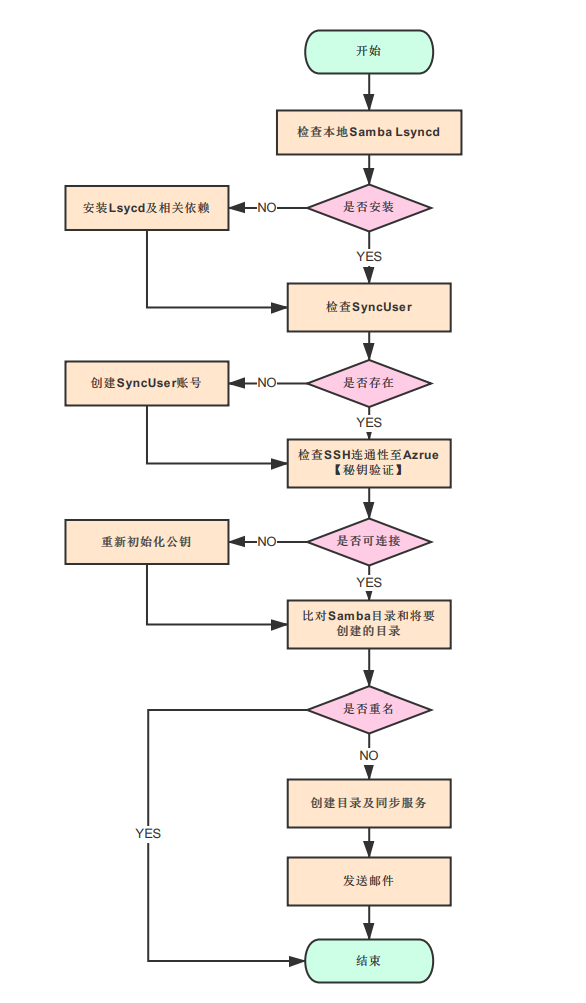 开始
检查本地Samba Lsyncd
是否安装
NO
安装Lsycd及相关依赖
YES
检查SyncUser
是否存在
NO
创建SyncUser账号
YES
检查SSH连通性至Azrue
【秘钥验证】
是否可连接
NO
重新初始化公钥
YES
比对Samba目录和将要
创建的目录
是否重名
NO
创建目录及同步服务
YES
发送邮件
结束